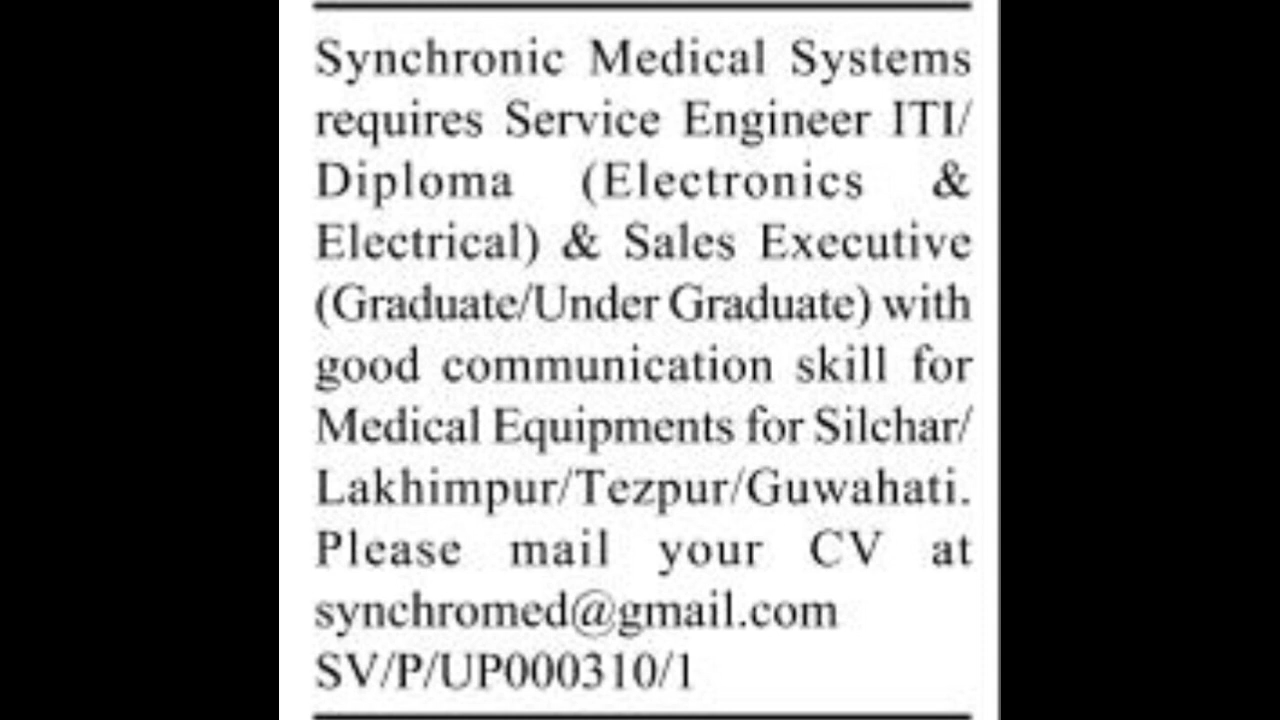 Synchronic Medical Systems
requires Service Engineer ITI/
Diploma (Electronics &
Electrical) & Sales Executive
(Graduate/Under Graduate) with
good communication skill for
Medical Equipments for Silchar/
Lakhimpur/Tezpur/Guwahati.
Please mail your CV at
synchromed@gmail.com
SV/P/UP000310/1